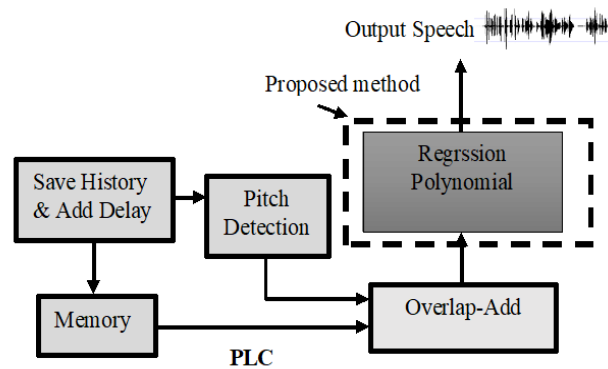 Output Speech
Proposed method
Regrssion
Polynomial
Save History
& Add Delay
Pitch
Detection
Memory
Overlap-Add
PLC